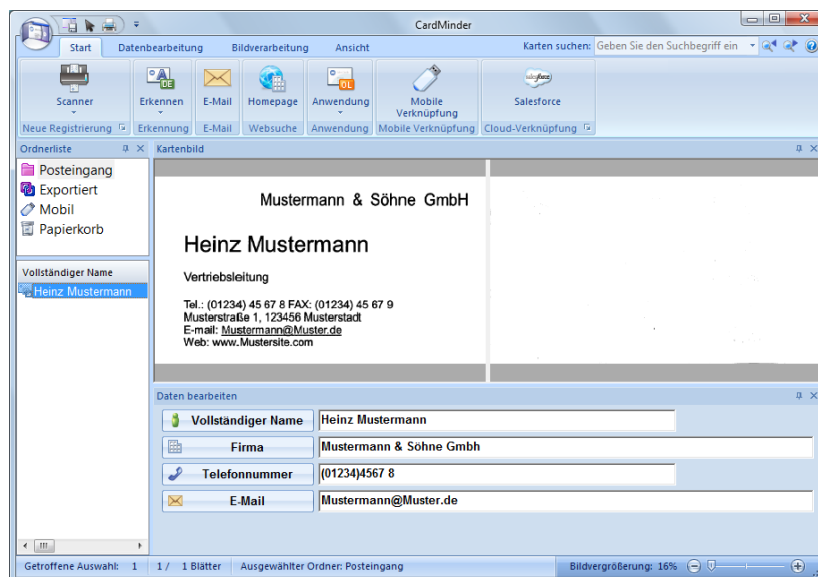 CardMinder
Start Datenbearbeitung Bildverarbeitung Ansicht Karten suchen: Geben Sie den Suchbegriff ein
DE
OL
salesforce
Scanner Erkennen E-Mail Homepage Anwendung Mobile Verknüpfung Salesforce
Neue Registrierung Erkennung E-Mail Websuche Anwendung Mobile Verknüpfung Cloud-Verknüpfung
Ordnerliste Kartenbild
Posteingang
Exportiert
Mobil
Papierkorb
Vollständiger Name
Heinz Mustermann
Mustermann & Söhne GmbH
Heinz Mustermann
Vertriebsleitung
Tel.: (01234) 45 67 8 FAX: (01234) 45 67 9
Musterstraße 1, 123456 Musterstadt
E-mail: Mustermann@Muster.de
Web: www.Mustersite.com
Daten bearbeiten
Vollständiger Name Heinz Mustermann
Firma Mustermann & Söhne Gmbh
Telefonnummer (01234)4567 8
E-Mail Mustermann@Muster.de
Getroffene Auswahl: 1 1 / 1 Blätter Ausgewählter Ordner: Posteingang Bildvergrößerung: 16%